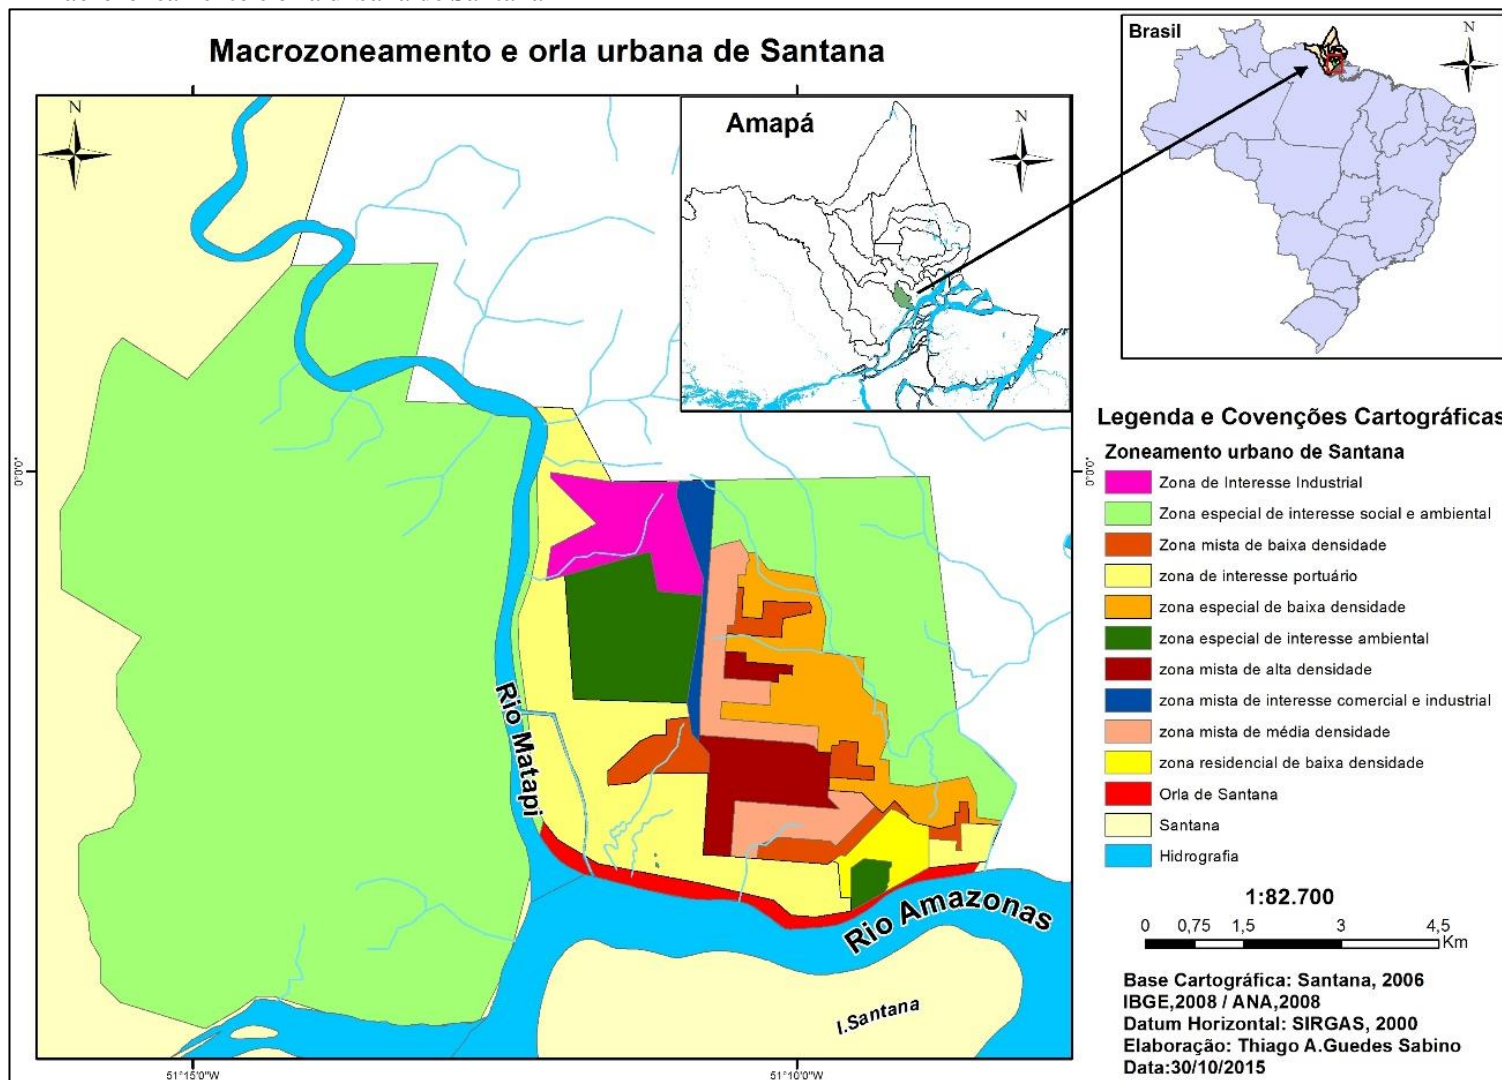 Macrozoneamento e orla urbana de Santana
Brasil
N
N
Amapá
N
0°0'0"
0°0'0"
Rio Matapi
Rio Amazonas
I.Santana
51°15'0"W
51°10'0"W
Legenda e Covenções Cartográficas
Zoneamento urbano de Santana
Zona de Interesse Industrial
Zona especial de interesse social e ambiental
Zona mista de baixa densidade
zona de interesse portuário
zona especial de baixa densidade
zona especial de interesse ambiental
zona mista de alta densidade
zona mista de interesse comercial e industrial
zona mista de média densidade
zona residencial de baixa densidade
Orla de Santana
Santana
Hidrografia
1:82.700
0 0,75 1,5 3 4,5
Km
Base Cartográfica: Santana, 2006
IBGE,2008 / ANA,2008
Datum Horizontal: SIRGAS, 2000
Elaboração: Thiago A.Guedes Sabino
Data:30/10/2015